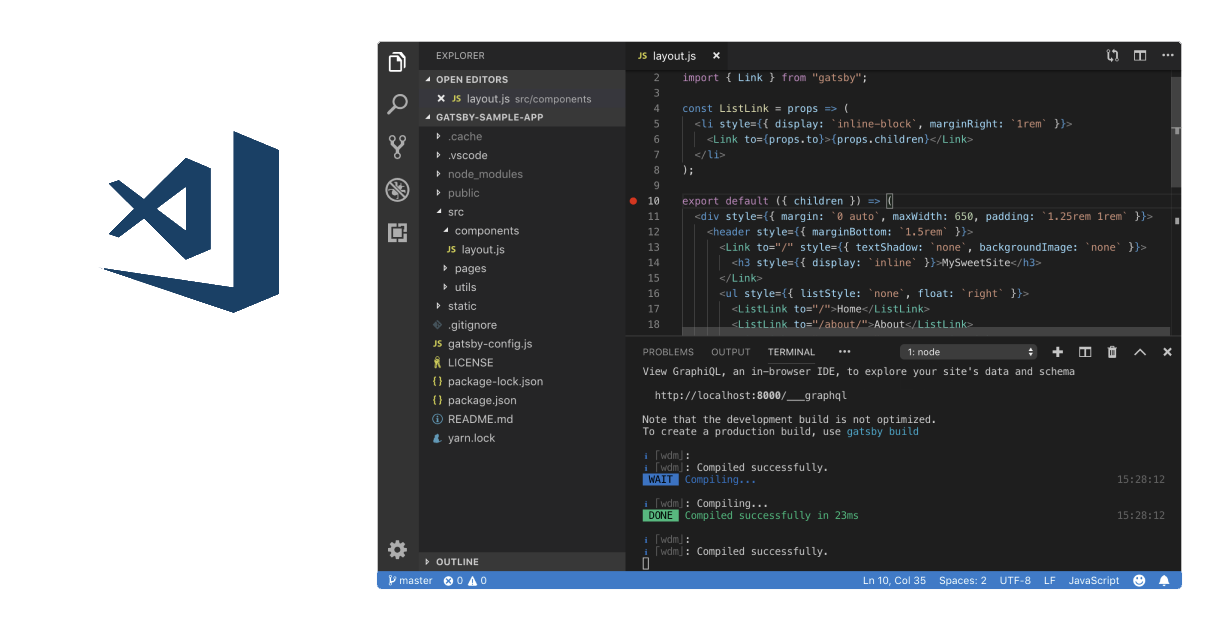 EXPLORER
OPEN EDITORS
JS layout.js src/components
GATSBY-SAMPLE-APP
.cache
.vscode
node_modules
public
src
components
JS layout.js
pages
utils
static
.gitignore
JS gatsby-config.js
LICENSE
{} package-lock.json
{} package.json
README.md
yarn.lock
OUTLINE
JS layout.js
2 import { Link } from "gatsby";
3
4 const ListLink = props => (
5 <li style={{ display: `inline-block`, marginRight: `1rem` }}>
6 <Link to={props.to}>{props.children}</Link>
7 </li>
8 );
9
10 export default ({ children }) => (
11 <div style={{ margin: `0 auto`, maxWidth: 650, padding: `1.25rem 1rem` }}>
12 <header style={{ marginBottom: `1.5rem` }}>
13 <Link to="/" style={{ textShadow: `none`, backgroundImage: `none` }}>
14 <h3 style={{ display: `inline` }}>MySweetSite</h3>
15 </Link>
16 <ul style={{ listStyle: `none`, float: `right` }}>
17 <ListLink to="/">Home</ListLink>
18 <ListLink to="/about/">About</ListLink>
PROBLEMS OUTPUT TERMINAL ••• 1: node
View GraphiQL, an in-browser IDE, to explore your site's data and schema
http://localhost:8000/___graphql
Note that the development build is not optimized.
To create a production build, use gatsby build
i ｢wdm｣:
i ｢wdm｣: Compiled successfully.
WAIT Compiling... 15:28:12
i ｢wdm｣: Compiling...
DONE Compiled successfully in 23ms 15:28:12
i ｢wdm｣:
i ｢wdm｣: Compiled successfully.
master 0 0 Ln 10, Col 35 Spaces: 2 UTF-8 LF JavaScript